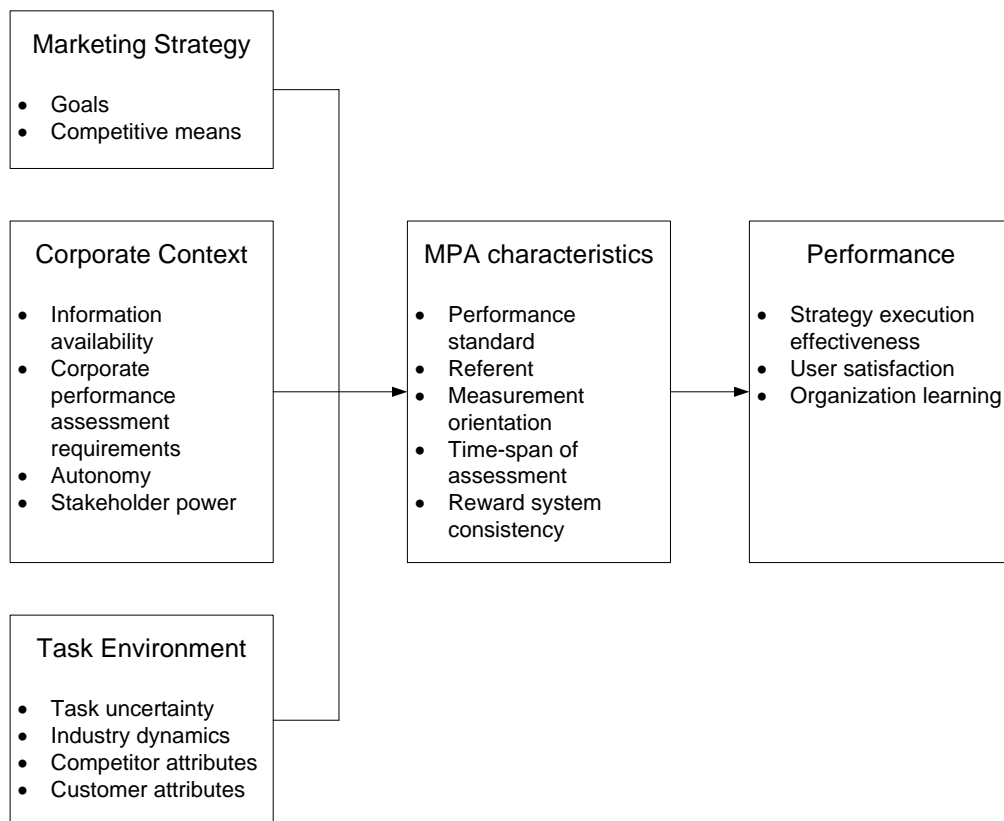 Marketing Strategy
• Goals
• Competitive means
Corporate Context
• Information
availability
• Corporate
performance
assessment
requirements
• Autonomy
• Stakeholder power
MPA characteristics
• Performance
standard
• Referent
• Measurement
orientation
• Time-span of
assessment
• Reward system
consistency
Performance
• Strategy execution
effectiveness
• User satisfaction
• Organization learning
Task Environment
• Task uncertainty
• Industry dynamics
• Competitor attributes
• Customer attributes